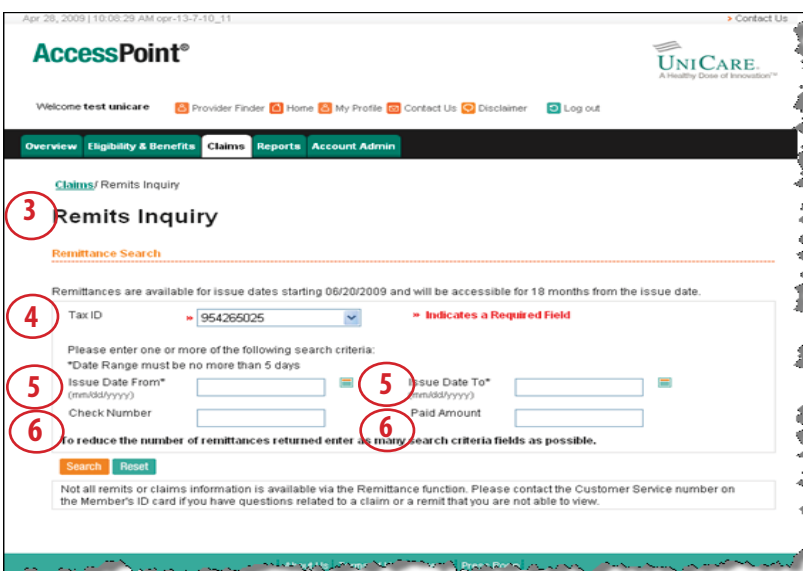 Apr 28, 2009 | 10:08:29 AM opr-13-7-10_11 > Contact Us
AccessPoint®
UNICARE.
A Healthy Dose of Innovation™
Welcome test unicare Provider Finder Home My Profile Contact Us Disclaimer Log out
Overview Eligibility & Benefits Claims Reports Account Admin
Claims/ Remits Inquiry
3 Remits Inquiry
Remittance Search
Remittances are available for issue dates starting 06/20/2009 and will be accessible for 18 months from the issue date.
4 Tax ID » 954265025 » Indicates a Required Field
Please enter one or more of the following search criteria:
*Date Range must be no more than 5 days
5 Issue Date From* 5 Issue Date To*
(mm/dd/yyyy) (mm/dd/yyyy)
6 Check Number 6 Paid Amount
To reduce the number of remittances returned enter as many search criteria fields as possible.
Search Reset
Not all remits or claims information is available via the Remittance function. Please contact the Customer Service number on
the Member's ID card if you have questions related to a claim or a remit that you are not able to view.